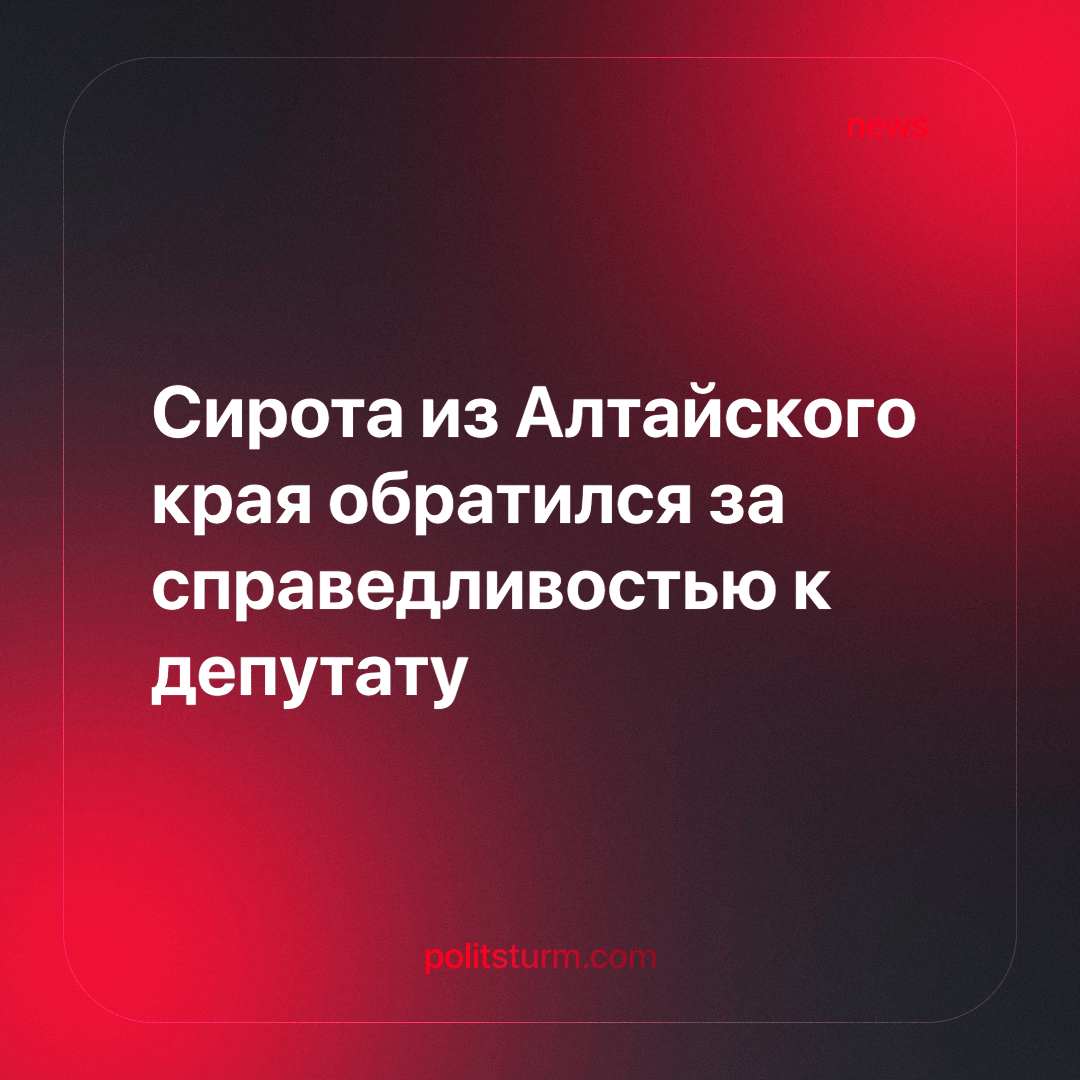 news
Сирота из Алтайского
края обратился за
справедливостью к
депутату
politsturm.com